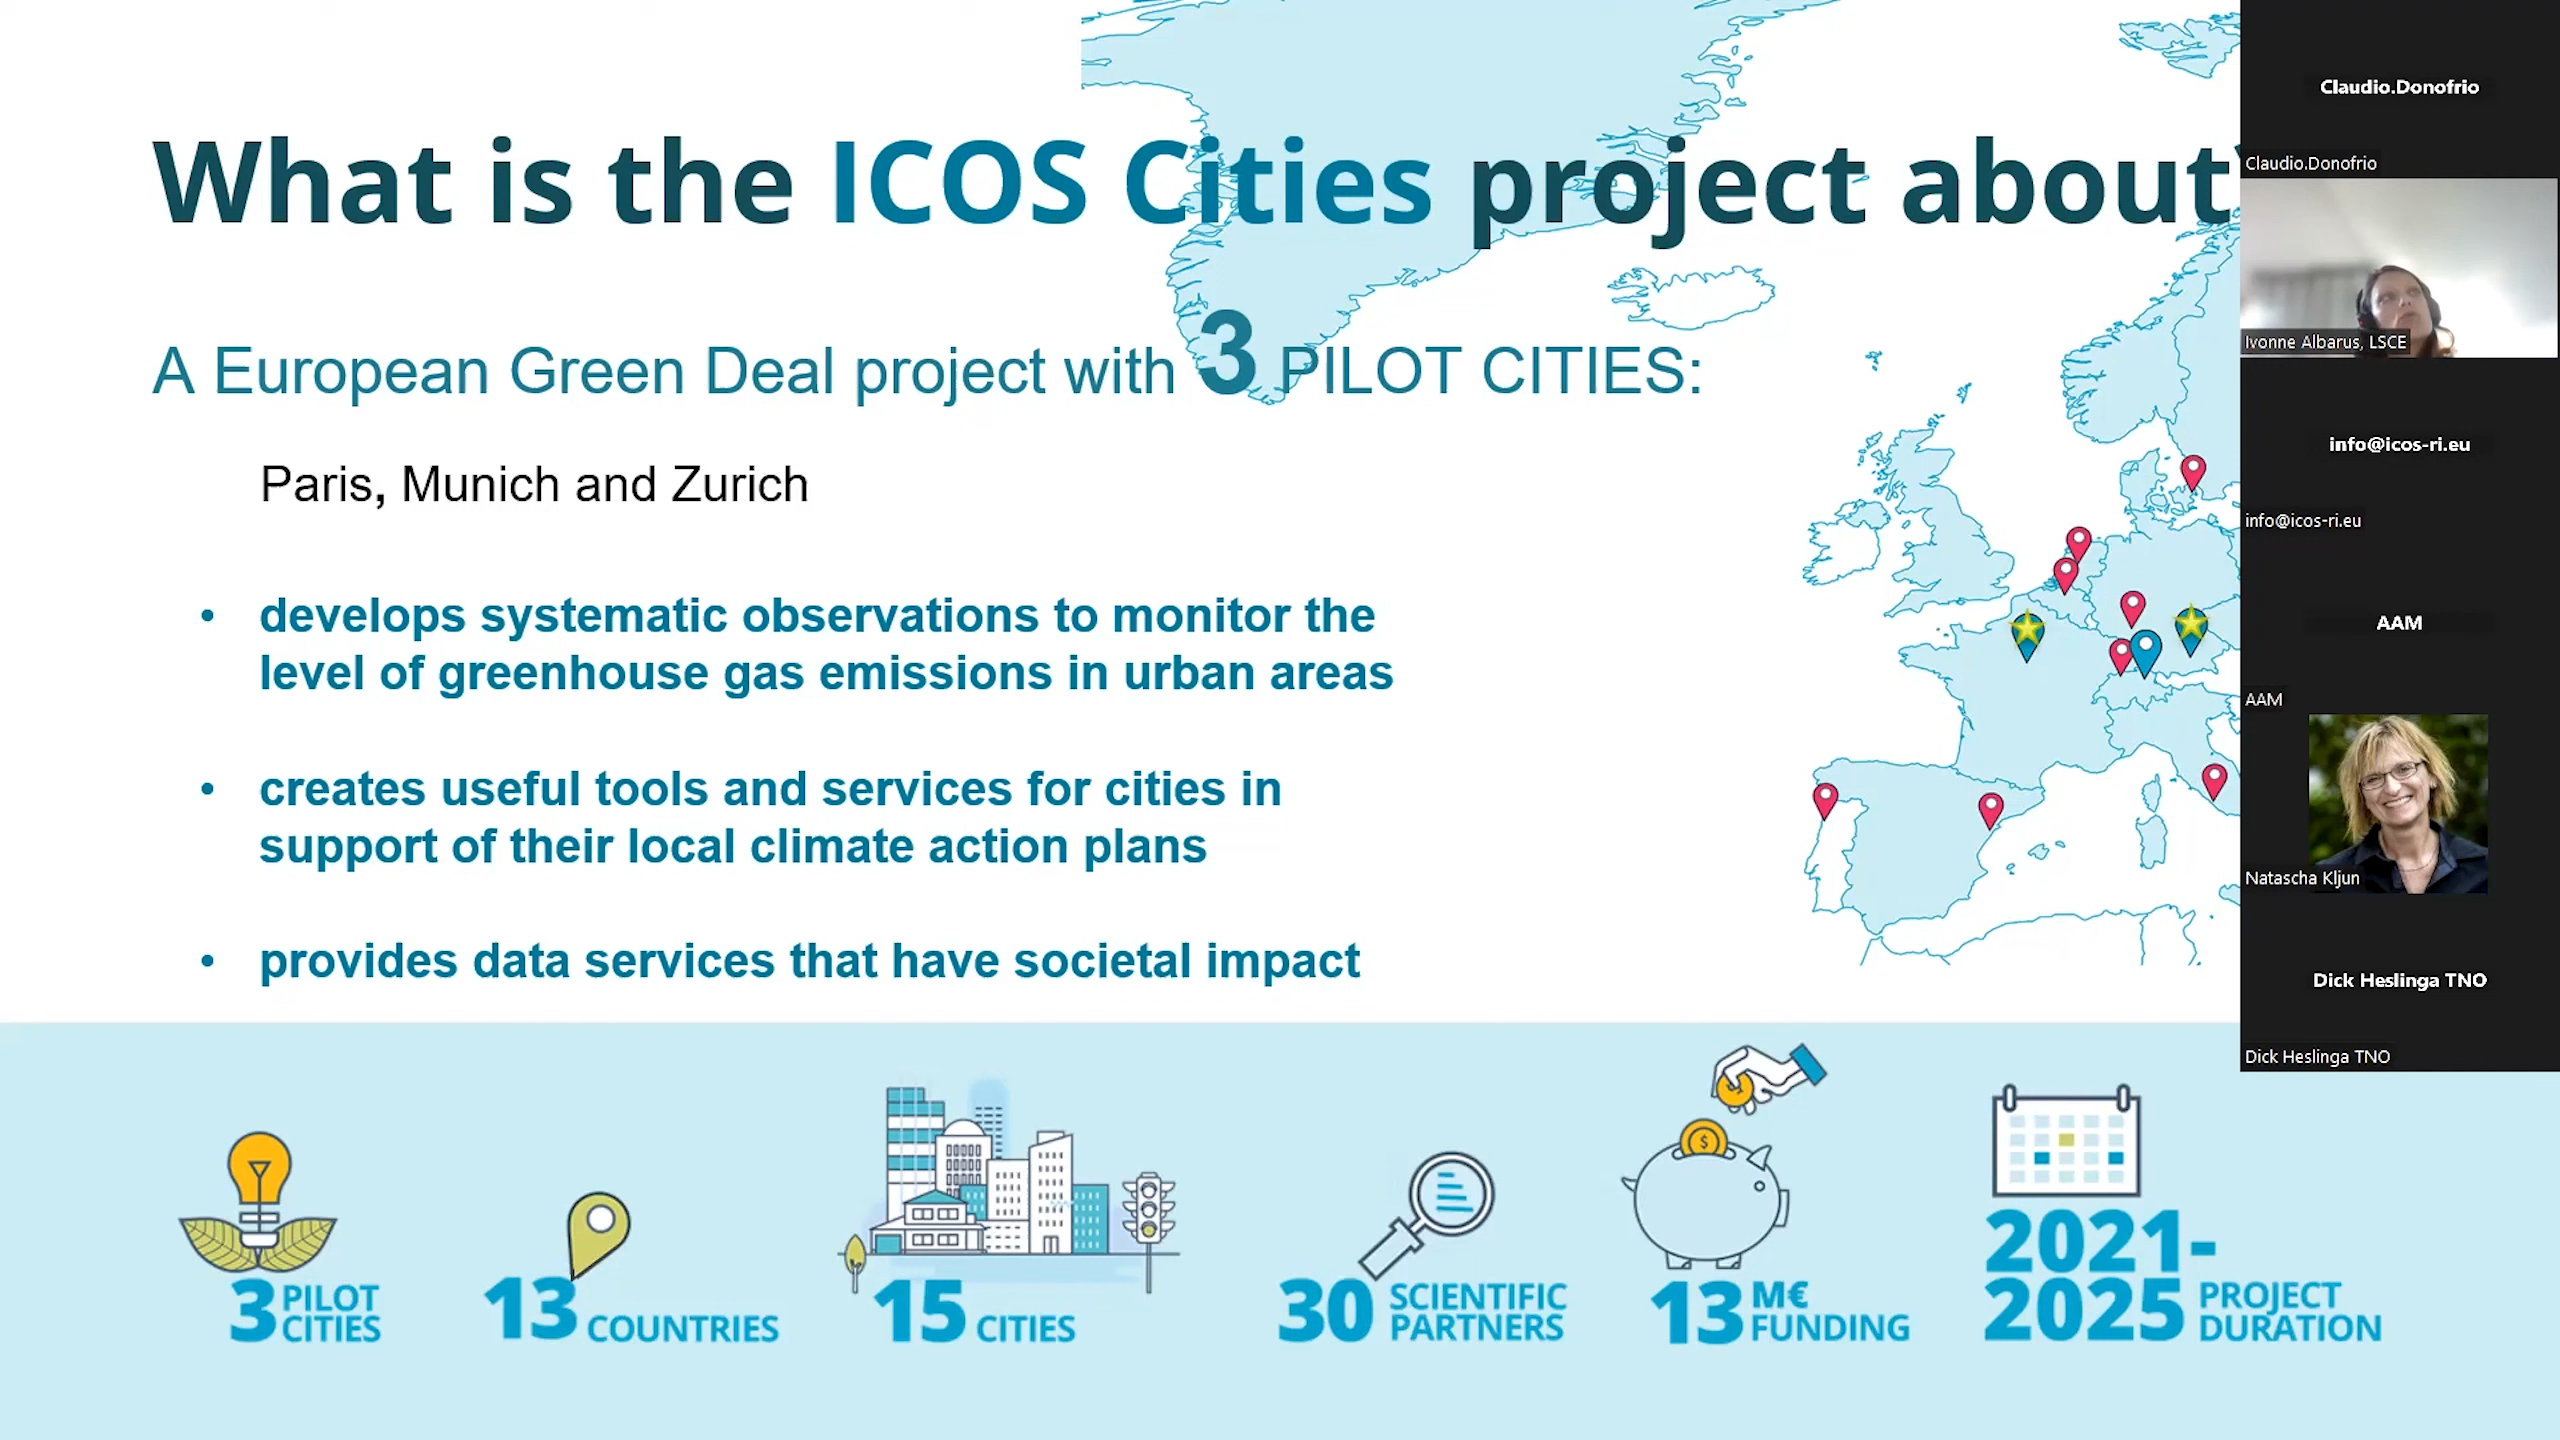 What is the ICOS Cities project about
A European Green Deal project with 3 PILOT CITIES:
Paris, Munich and Zurich
• develops systematic observations to monitor the
level of greenhouse gas emissions in urban areas
• creates useful tools and services for cities in
support of their local climate action plans
• provides data services that have societal impact
3 PILOT
CITIES
13 COUNTRIES
15 CITIES
30 SCIENTIFIC
PARTNERS
13 M€
FUNDING
2021-
2025 PROJECT
DURATION
Claudio.Donofrio
Claudio.Donofrio
Ivonne Albarus, LSCE
info@icos-ri.eu
info@icos-ri.eu
AAM
AAM
Natascha Kljun
Dick Heslinga TNO
Dick Heslinga TNO